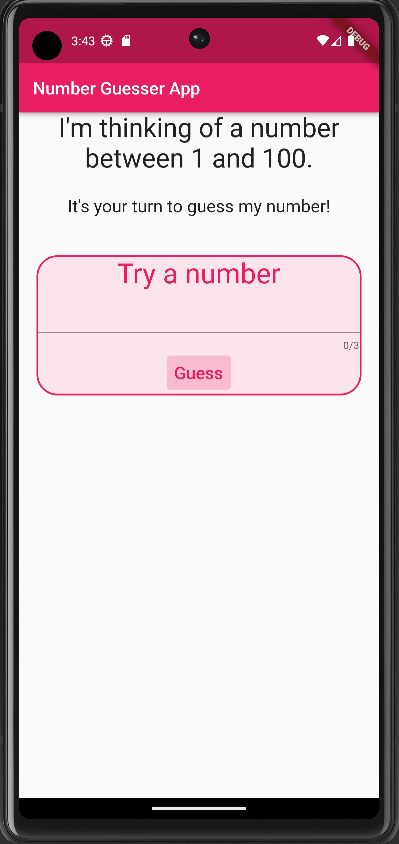 3:43
DEBUG
Number Guesser App
I'm thinking of a number
between 1 and 100.
It's your turn to guess my number!
Try a number
0/3
Guess